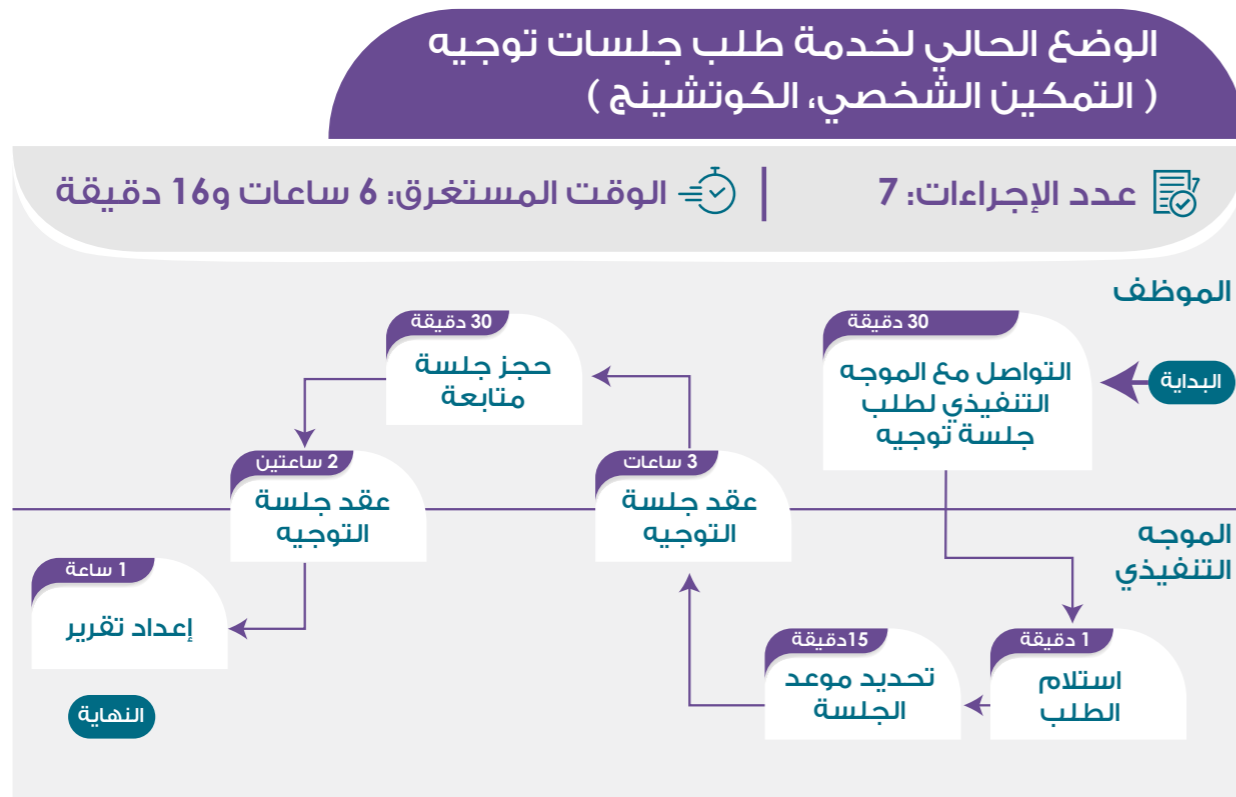 الوضع الحالي لخدمة طلب جلسات توجيه
( التمكين الشخصي، الكوتشينج )
عدد الإجراءات: 7
الوقت المستغرق: 6 ساعات و16 دقيقة
الموظف
البداية
30 دقيقة
التواصل مع الموجه
التنفيذي لطلب
جلسة توجيه
الموجه
التنفيذي
1 دقيقة
استلام
الطلب
15دقيقة
تحديد موعد
الجلسة
3 ساعات
عقد جلسة
التوجيه
30 دقيقة
حجز جلسة
متابعة
2 ساعتين
عقد جلسة
التوجيه
1 ساعة
إعداد تقرير
النهاية